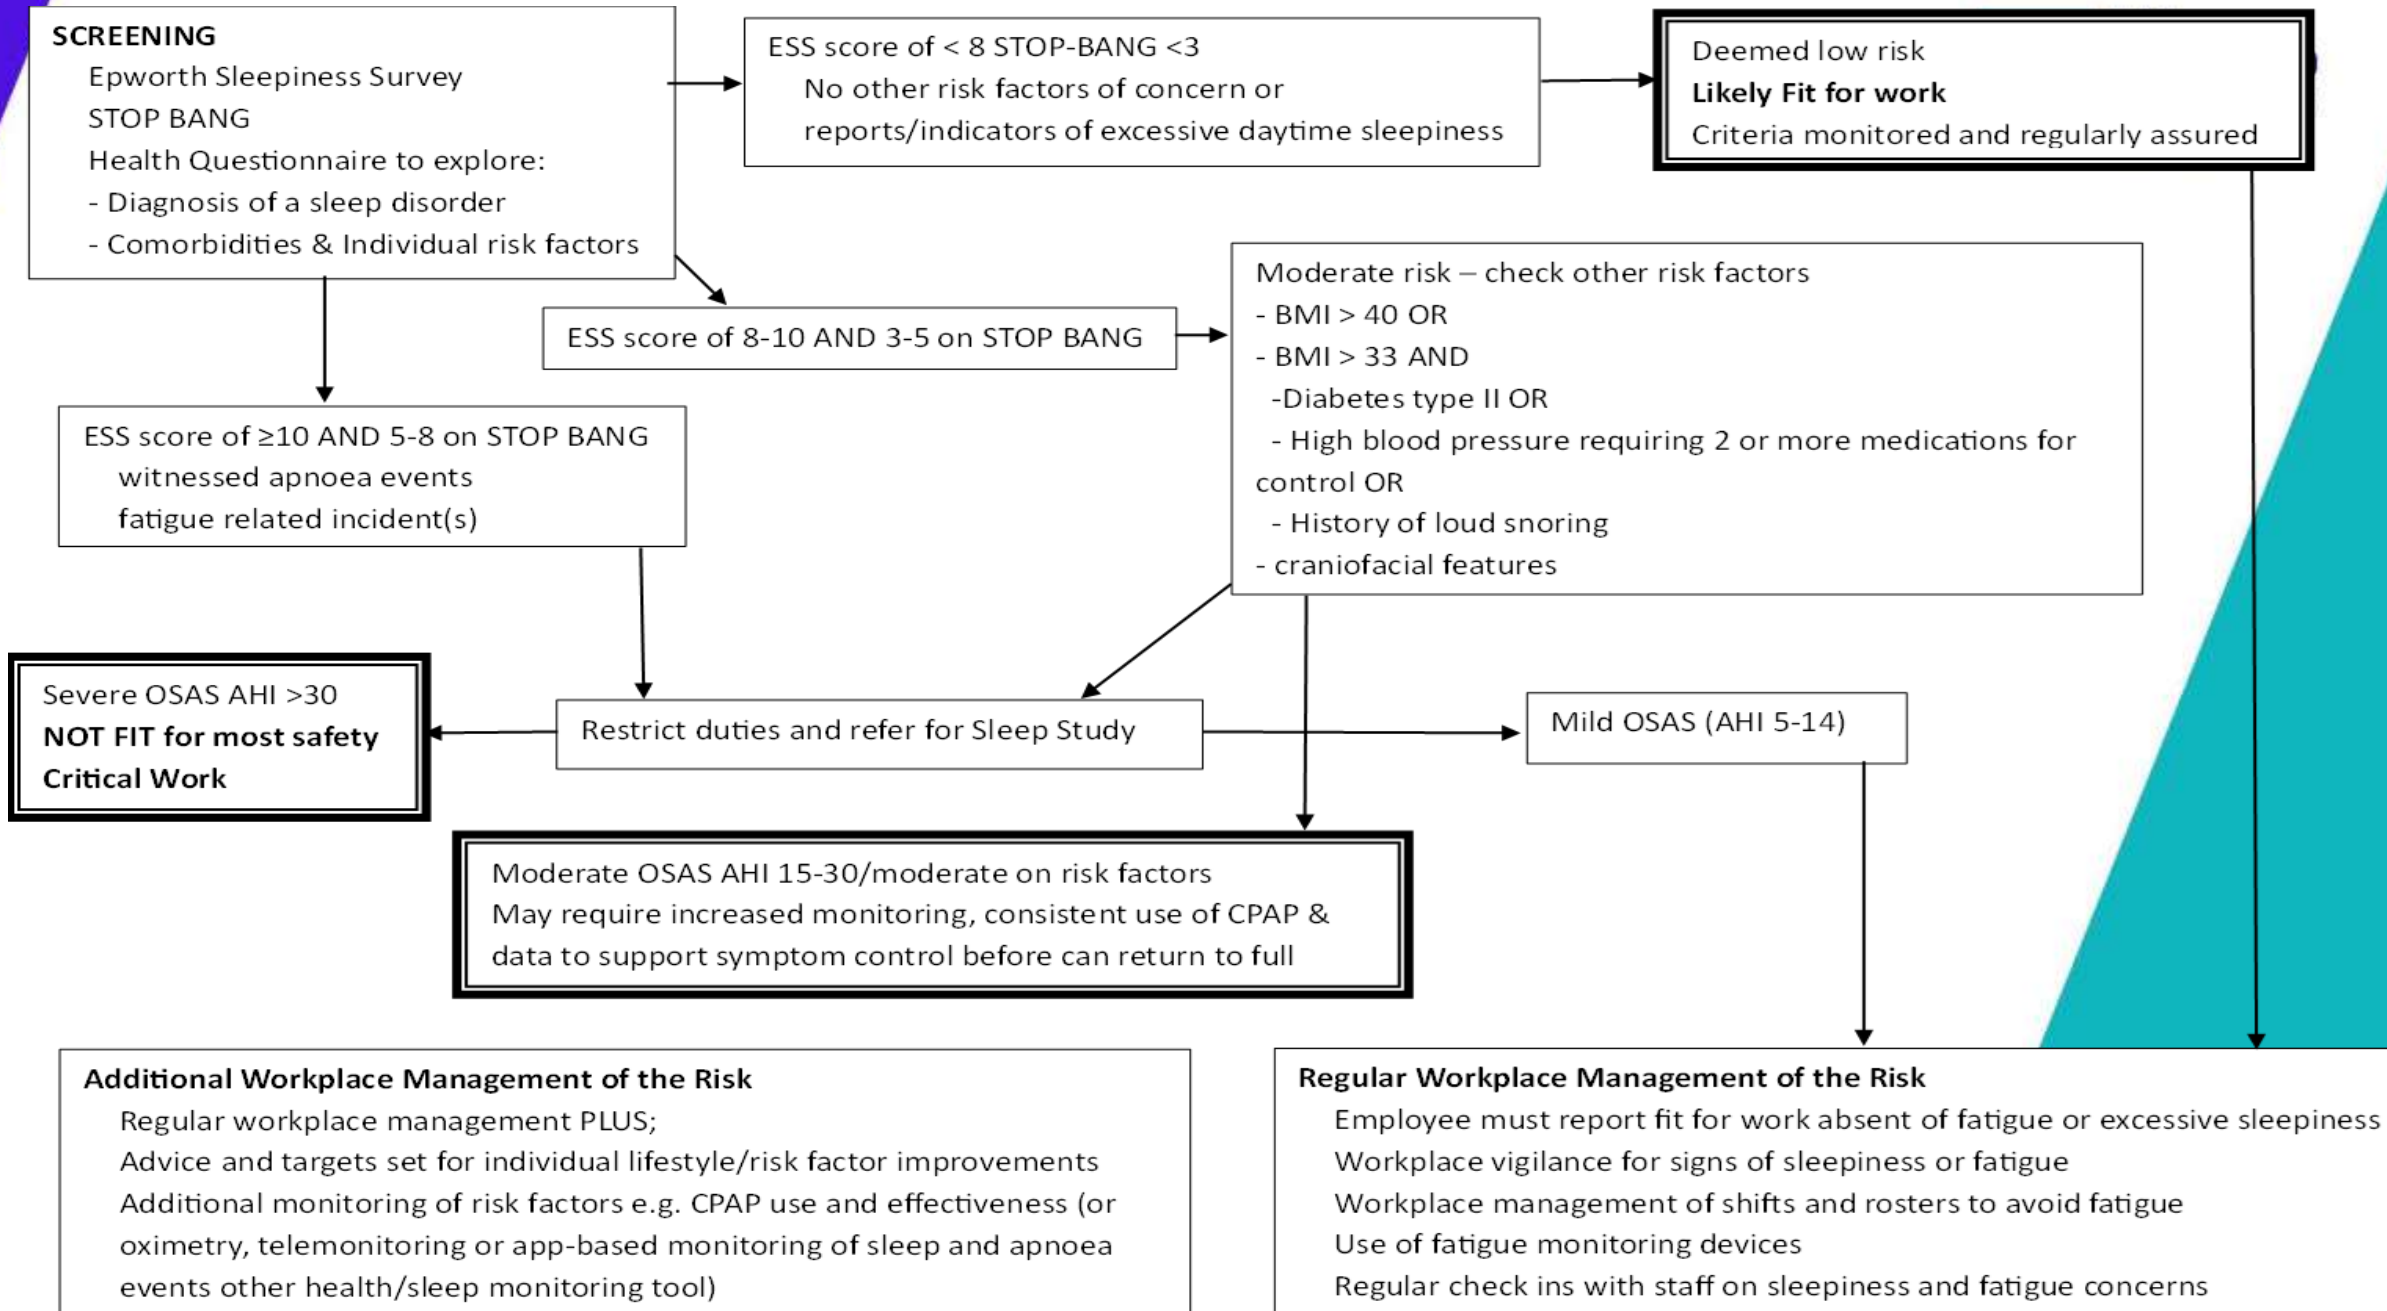 SCREENING
Epworth Sleepiness Survey
STOP BANG
Health Questionnaire to explore:
- Diagnosis of a sleep disorder
- Comorbidities & Individual risk factors
ESS score of < 8 STOP-BANG <3
No other risk factors of concern or
reports/indicators of excessive daytime sleepiness
Deemed low risk
Likely Fit for work
Criteria monitored and regularly assured
ESS score of 8-10 AND 3-5 on STOP BANG
Moderate risk – check other risk factors
- BMI > 40 OR
- BMI > 33 AND
-Diabetes type II OR
- High blood pressure requiring 2 or more medications for
control OR
- History of loud snoring
- craniofacial features
ESS score of ≥10 AND 5-8 on STOP BANG
witnessed apnoea events
fatigue related incident(s)
Severe OSAS AHI >30
NOT FIT for most safety
Critical Work
Restrict duties and refer for Sleep Study
Mild OSAS (AHI 5-14)
Moderate OSAS AHI 15-30/moderate on risk factors
May require increased monitoring, consistent use of CPAP &
data to support symptom control before can return to full
Additional Workplace Management of the Risk
Regular workplace management PLUS;
Advice and targets set for individual lifestyle/risk factor improvements
Additional monitoring of risk factors e.g. CPAP use and effectiveness (or
oximetry, telemonitoring or app-based monitoring of sleep and apnoea
events other health/sleep monitoring tool)
Regular Workplace Management of the Risk
Employee must report fit for work absent of fatigue or excessive sleepiness
Workplace vigilance for signs of sleepiness or fatigue
Workplace management of shifts and rosters to avoid fatigue
Use of fatigue monitoring devices
Regular check ins with staff on sleepiness and fatigue concerns